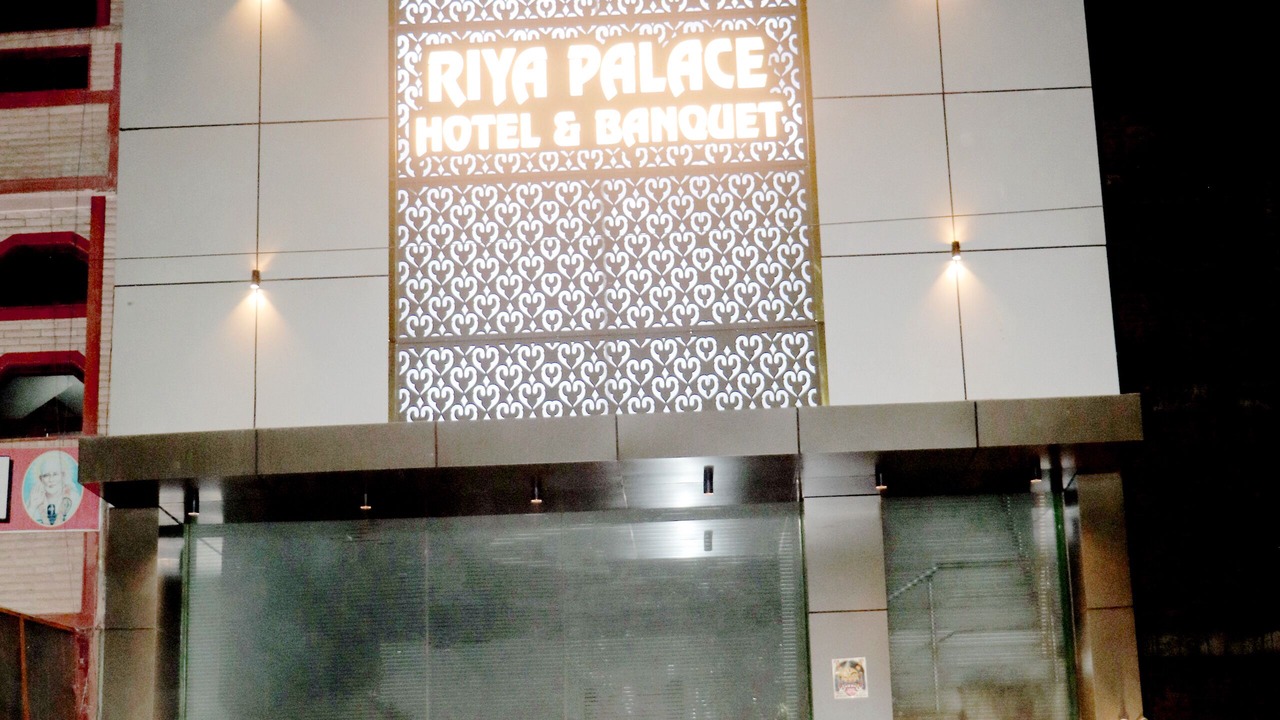 RIYA PALACE
HOTEL & BANQUET